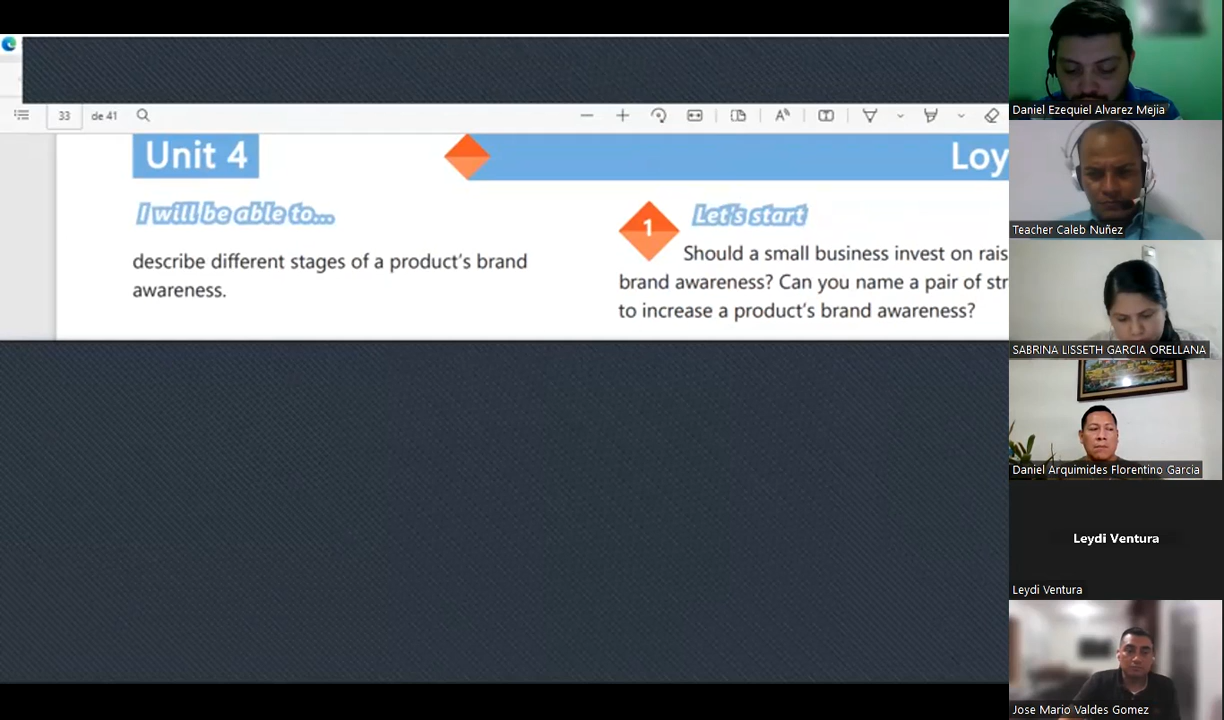 33 de 41
Unit 4
Loy
I will be able to...
describe different stages of a product's brand
awareness.
1
Let's start
Should a small business invest on rais
brand awareness? Can you name a pair of str
to increase a product's brand awareness?
Daniel Ezequiel Alvarez Mejia
Teacher Caleb Nuñez
SABRINA LISSETH GARCIA ORELLANA
Daniel Arquimides Florentino Garcia
Leydi Ventura
Leydi Ventura
Jose Mario Valdes Gomez